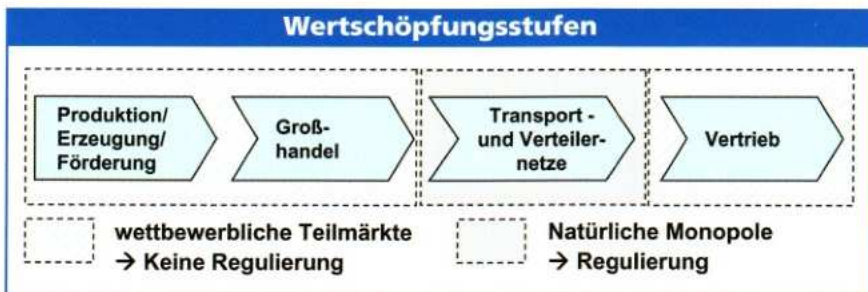 Wertschöpfungsstufen
Produktion/
Erzeugung/
Förderung
Groß-
handel
Transport -
und Verteiler-
netze
Vertrieb
wettbewerbliche Teilmärkte
→ Keine Regulierung
Natürliche Monopole
→ Regulierung